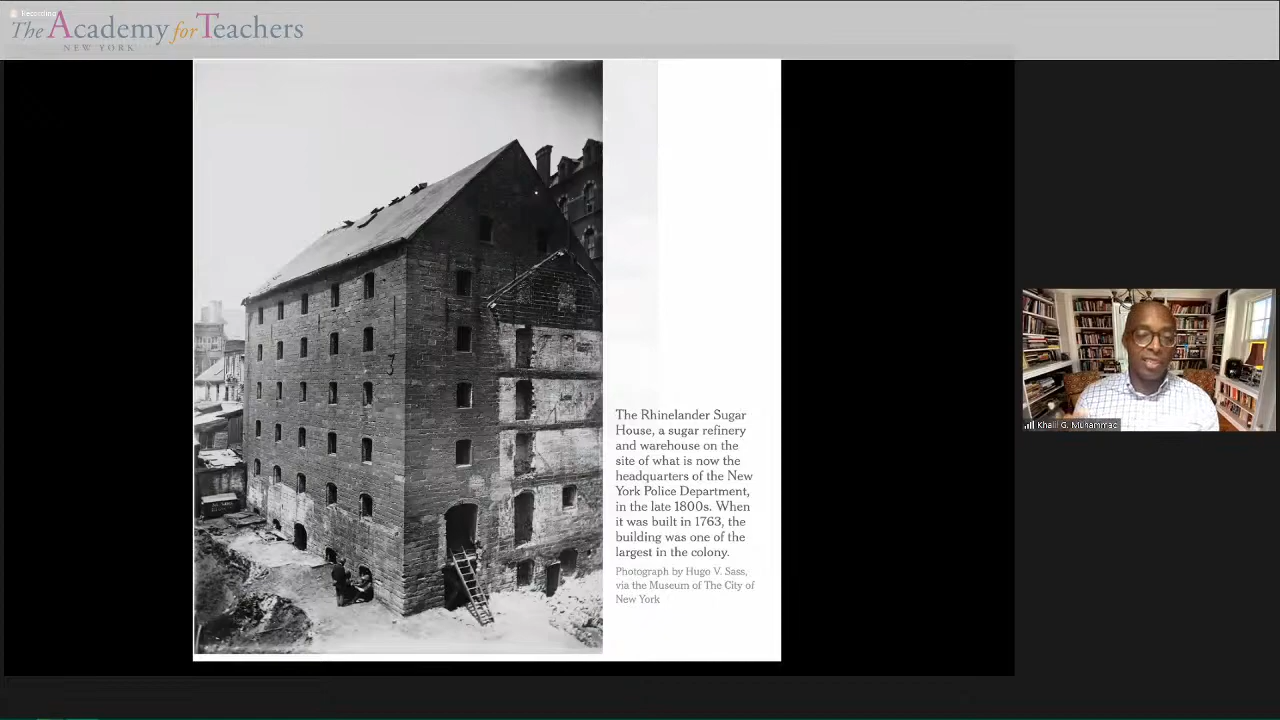 Recording
The Academy for Teachers
NEW YORK
3
The Rhinelander Sugar
House, a sugar refinery
and warehouse on the
site of what is now the
headquarters of the New
York Police Department,
in the late 1800s. When
it was built in 1763, the
building was one of the
largest in the colony.
Photograph by Hugo V. Sass,
via the Museum of The City of
New York
Khalil G. Muhammad